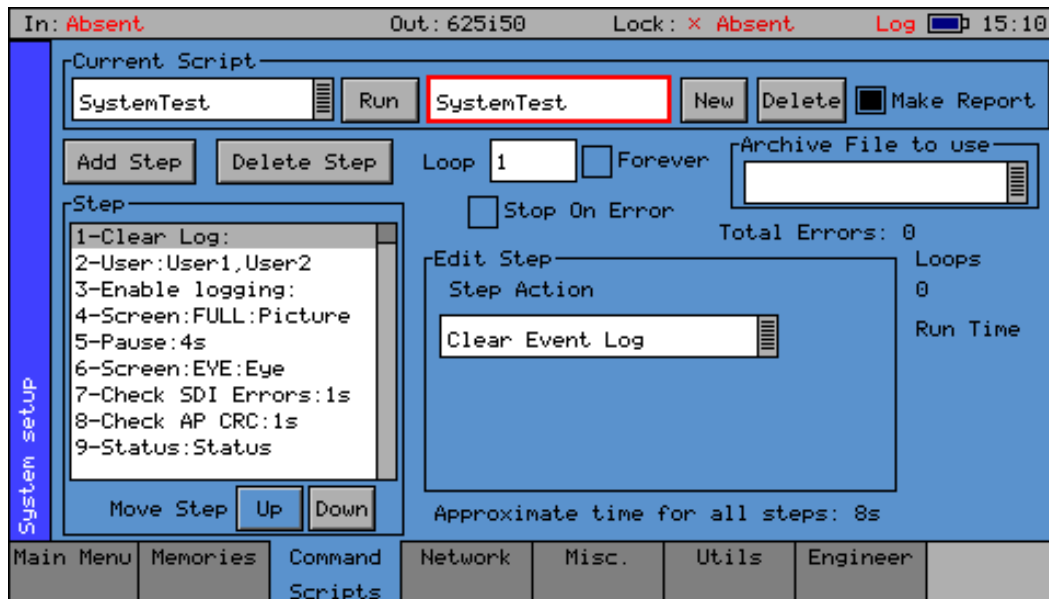 In: Absent Out: 625i50 Lock: × Absent Log 15:10
Current Script
SystemTest Run SystemTest New Delete Make Report
Add Step Delete Step Loop 1 Forever Archive File to use
Stop On Error
Total Errors: 0
Step
1-Clear Log:
2-User:User1,User2
3-Enable logging:
4-Screen:FULL:Picture
5-Pause:4s
6-Screen:EYE:Eye
7-Check SDI Errors:1s
8-Check AP CRC:1s
9-Status:Status
Move Step Up Down
Edit Step
Step Action
Clear Event Log
Loops
0
Run Time
Approximate time for all steps: 8s
System setup
Main Menu Memories Command Scripts Network Misc. Utils Engineer